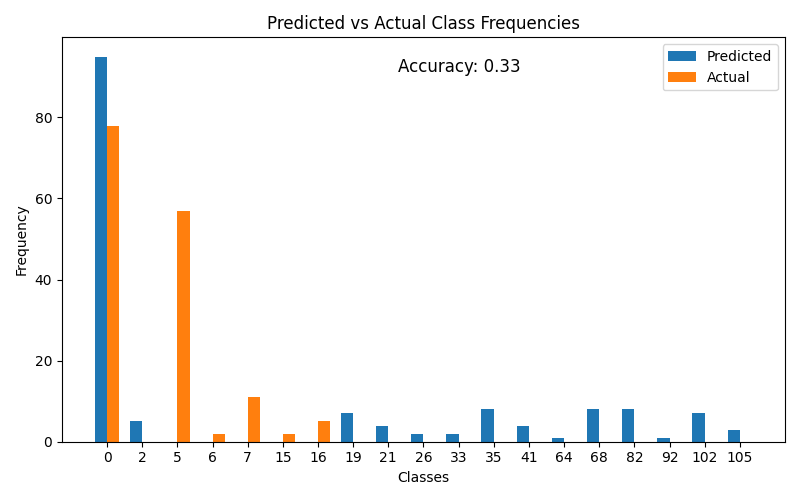 Predicted vs Actual Class Frequencies
Accuracy: 0.33
Predicted
Actual
Frequency
80
60
40
20
0
0 2 5 6 7 15 16 19 21 26 33 35 41 64 68 82 92 102 105
Classes